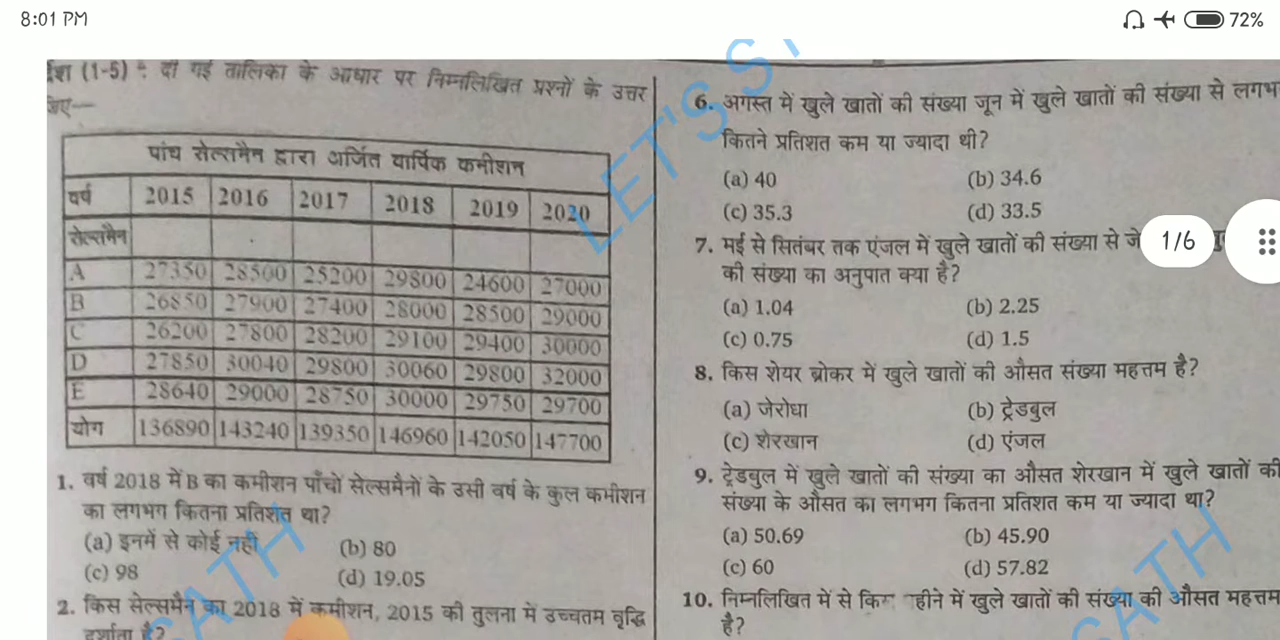 8:01 PM
72%
(1-5) : दी गई तालिका के आधार पर निम्नलिखित प्रश्नों के उत्तर
पांच सेल्समैन द्वारा अर्जित वार्षिक कमीशन
वर्ष 2015 2016 2017 2018 2019 2020
सेल्समैन
A 27350 28500 25200 29800 24600 27000
B 26850 27900 27400 28000 28500 29000
C 26200 27800 28200 29100 29400 30000
D 27850 30040 29800 30060 29800 32000
E 28640 29000 28750 30000 29750 29700
योग 136890 143240 139350 146960 142050 147700
1. वर्ष 2018 में B का कमीशन पाँचों सेल्समैनों के उसी वर्ष के कुल कमीशन
का लगभग कितना प्रतिशत था?
(a) इनमें से कोई नही (b) 80
(c) 98 (d) 19.05
2. किस सेल्समैन का 2018 में कमीशन, 2015 की तुलना में उच्चतम वृद्धि
दर्शाता है?
6. अगस्त में खुले खातों की संख्या जून में खुले खातों की संख्या से
कितने प्रतिशत कम या ज्यादा थी?
(a) 40 (b) 34.6
(c) 35.3 (d) 33.5
7. मई से सितंबर तक एंजल में खुले खातों की संख्या से
की संख्या का अनुपात क्या है?
(a) 1.04 (b) 2.25
(c) 0.75 (d) 1.5
8. किस शेयर ब्रोकर में खुले खातों की औसत संख्या महत्तम है?
(a) जेरोधा (b) ट्रेडबुल
(c) शेरखान (d) एंजल
9. ट्रेडबुल में खुले खातों की संख्या का औसत शेरखान में खुले खातों की
संख्या के औसत का लगभग कितना प्रतिशत कम या ज्यादा था?
(a) 50.69 (b) 45.90
(c) 60 (d) 57.82
10. निम्नलिखित में से महीने में खुले खातों की संख्या की औसत महत्तम
है?
1/6
LET'S ST
CATH
CATH